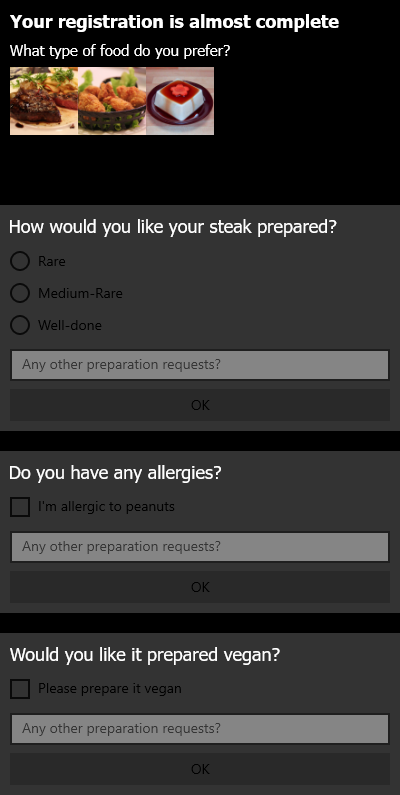 Your registration is almost complete
What type of food do you prefer?
How would you like your steak prepared?
Rare
Medium-Rare
Well-done
Any other preparation requests?
OK
Do you have any allergies?
I'm allergic to peanuts
Any other preparation requests?
OK
Would you like it prepared vegan?
Please prepare it vegan
Any other preparation requests?
OK